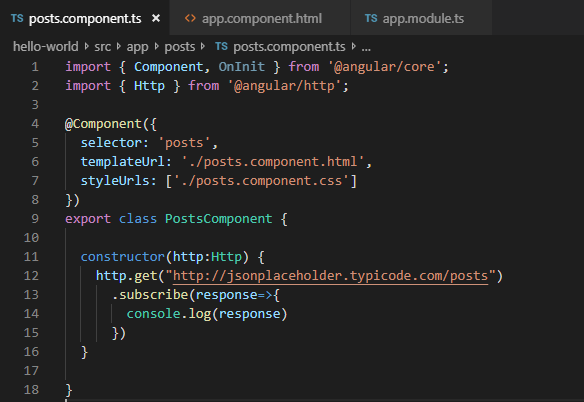 TS posts.component.ts × <> app.component.html TS app.module.ts
hello-world > src > app > posts > TS posts.component.ts > ...
1 import { Component, OnInit } from '@angular/core';
2 import { Http } from '@angular/http';
3
4 @Component({
5   selector: 'posts',
6   templateUrl: './posts.component.html',
7   styleUrls: ['./posts.component.css']
8 })
9 export class PostsComponent {
10
11   constructor(http:Http) {
12     http.get("http://jsonplaceholder.typicode.com/posts")
13       .subscribe(response=>{
14         console.log(response)
15       })
16   }
17
18 }